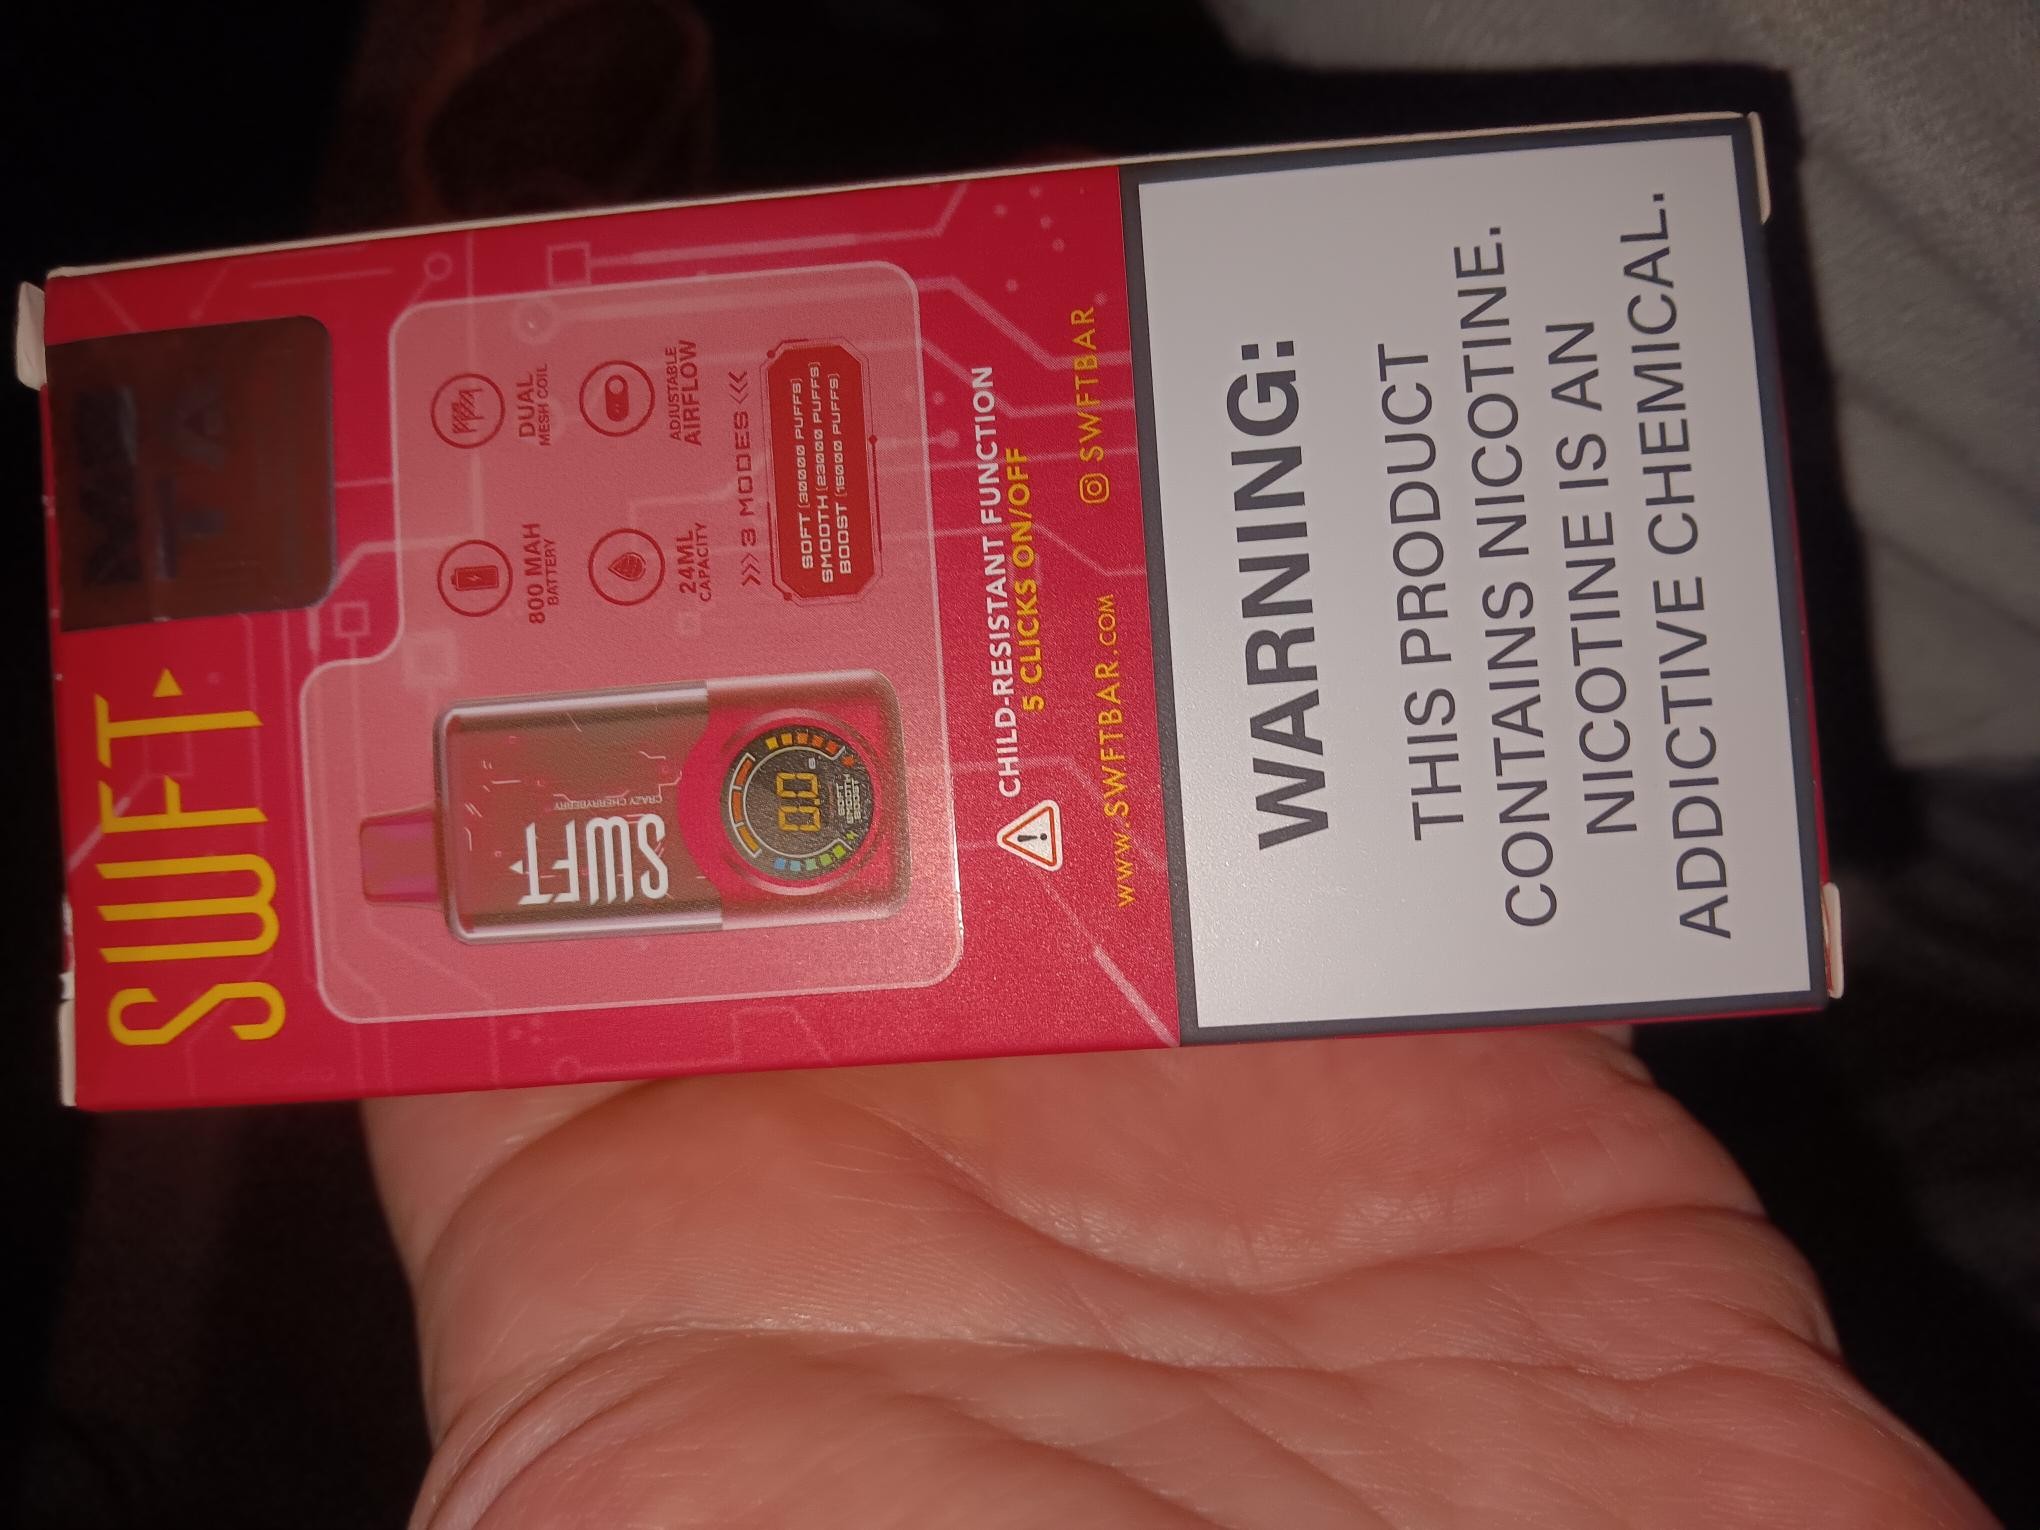 SWFT
800 MAH
BATTERY
DUAL
MESH COIL
24ML
CAPACITY
ADJUSTABLE
AIRFLOW
>>> 3 MODES <<<
SOFT (30000 PUFFS)
SMOOTH (23000 PUFFS)
BOOST (15000 PUFFS)
SWFT
CRAZY CHERRYBERRY
0.0
SOFT
SMOOTH
BOOST
CHILD-RESISTANT FUNCTION
5 CLICKS ON/OFF
WWW.SWFTBAR.COM
SWFTBAR
WARNING:
THIS PRODUCT
CONTAINS NICOTINE.
NICOTINE IS AN
ADDICTIVE CHEMICAL.